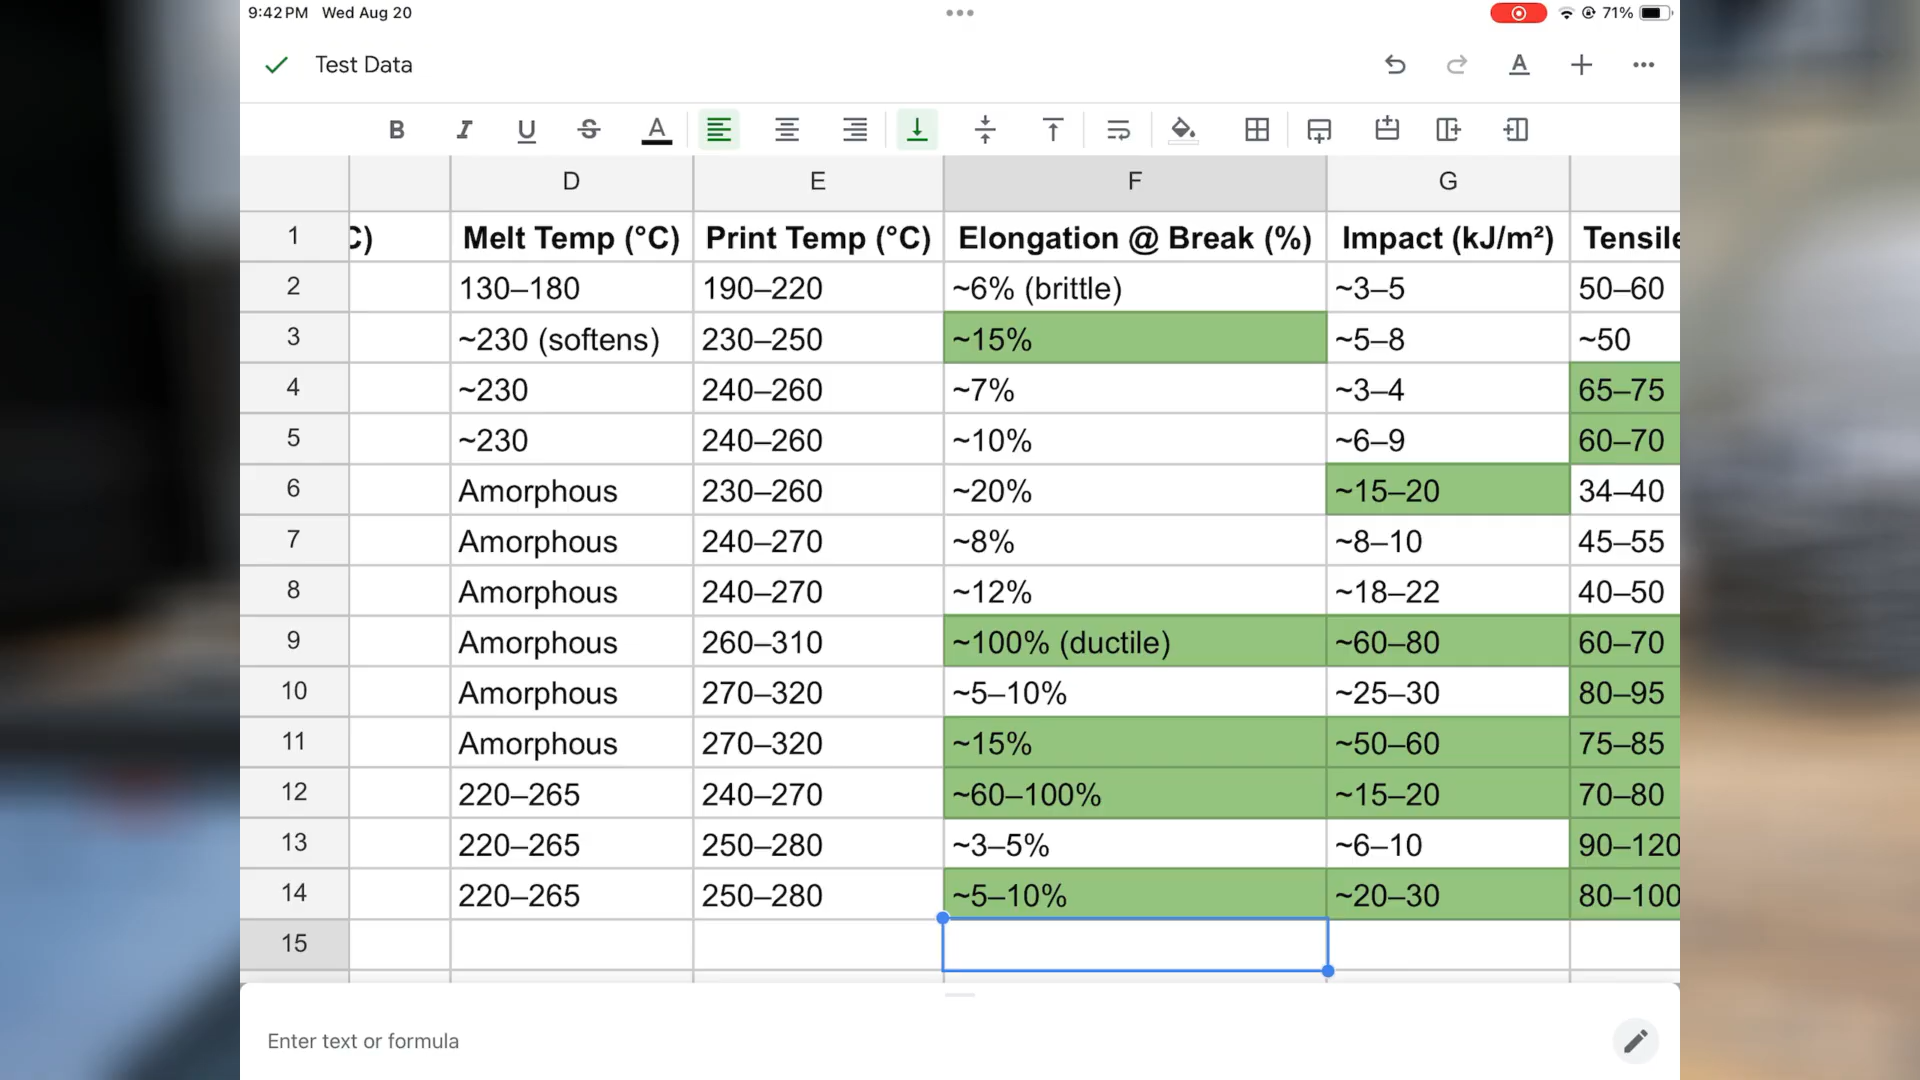 9:42 PM Wed Aug 20 71%
Test Data
B I U S A
D E F G
1 C) Melt Temp (°C) Print Temp (°C) Elongation @ Break (%) Impact (kJ/m²) Tensile
2 130–180 190–220 ~6% (brittle) ~3–5 50–60
3 ~230 (softens) 230–250 ~15% ~5–8 ~50
4 ~230 240–260 ~7% ~3–4 65–75
5 ~230 240–260 ~10% ~6–9 60–70
6 Amorphous 230–260 ~20% ~15–20 34–40
7 Amorphous 240–270 ~8% ~8–10 45–55
8 Amorphous 240–270 ~12% ~18–22 40–50
9 Amorphous 260–310 ~100% (ductile) ~60–80 60–70
10 Amorphous 270–320 ~5–10% ~25–30 80–95
11 Amorphous 270–320 ~15% ~50–60 75–85
12 220–265 240–270 ~60–100% ~15–20 70–80
13 220–265 250–280 ~3–5% ~6–10 90–120
14 220–265 250–280 ~5–10% ~20–30 80–100
15
Enter text or formula